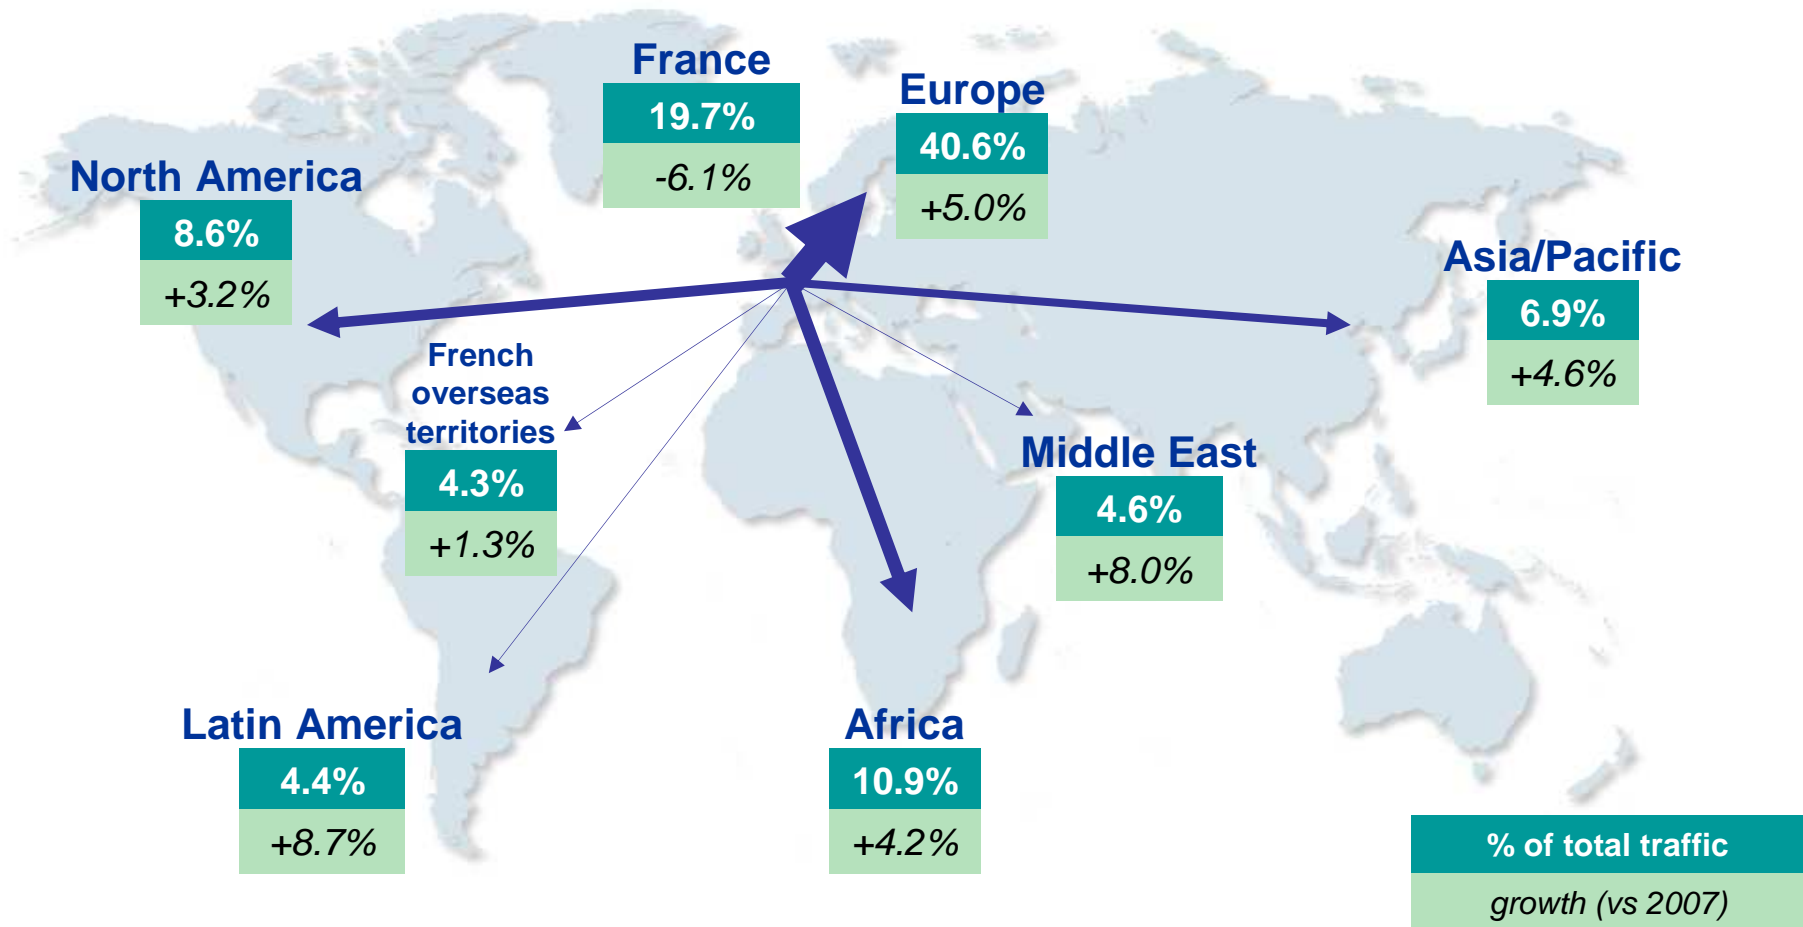 France
19.7%
-6.1%
Europe
40.6%
+5.0%
North America
8.6%
+3.2%
Asia/Pacific
6.9%
+4.6%
French
overseas
territories
4.3%
+1.3%
Middle East
4.6%
+8.0%
Latin America
4.4%
+8.7%
Africa
10.9%
+4.2%
% of total traffic
growth (vs 2007)